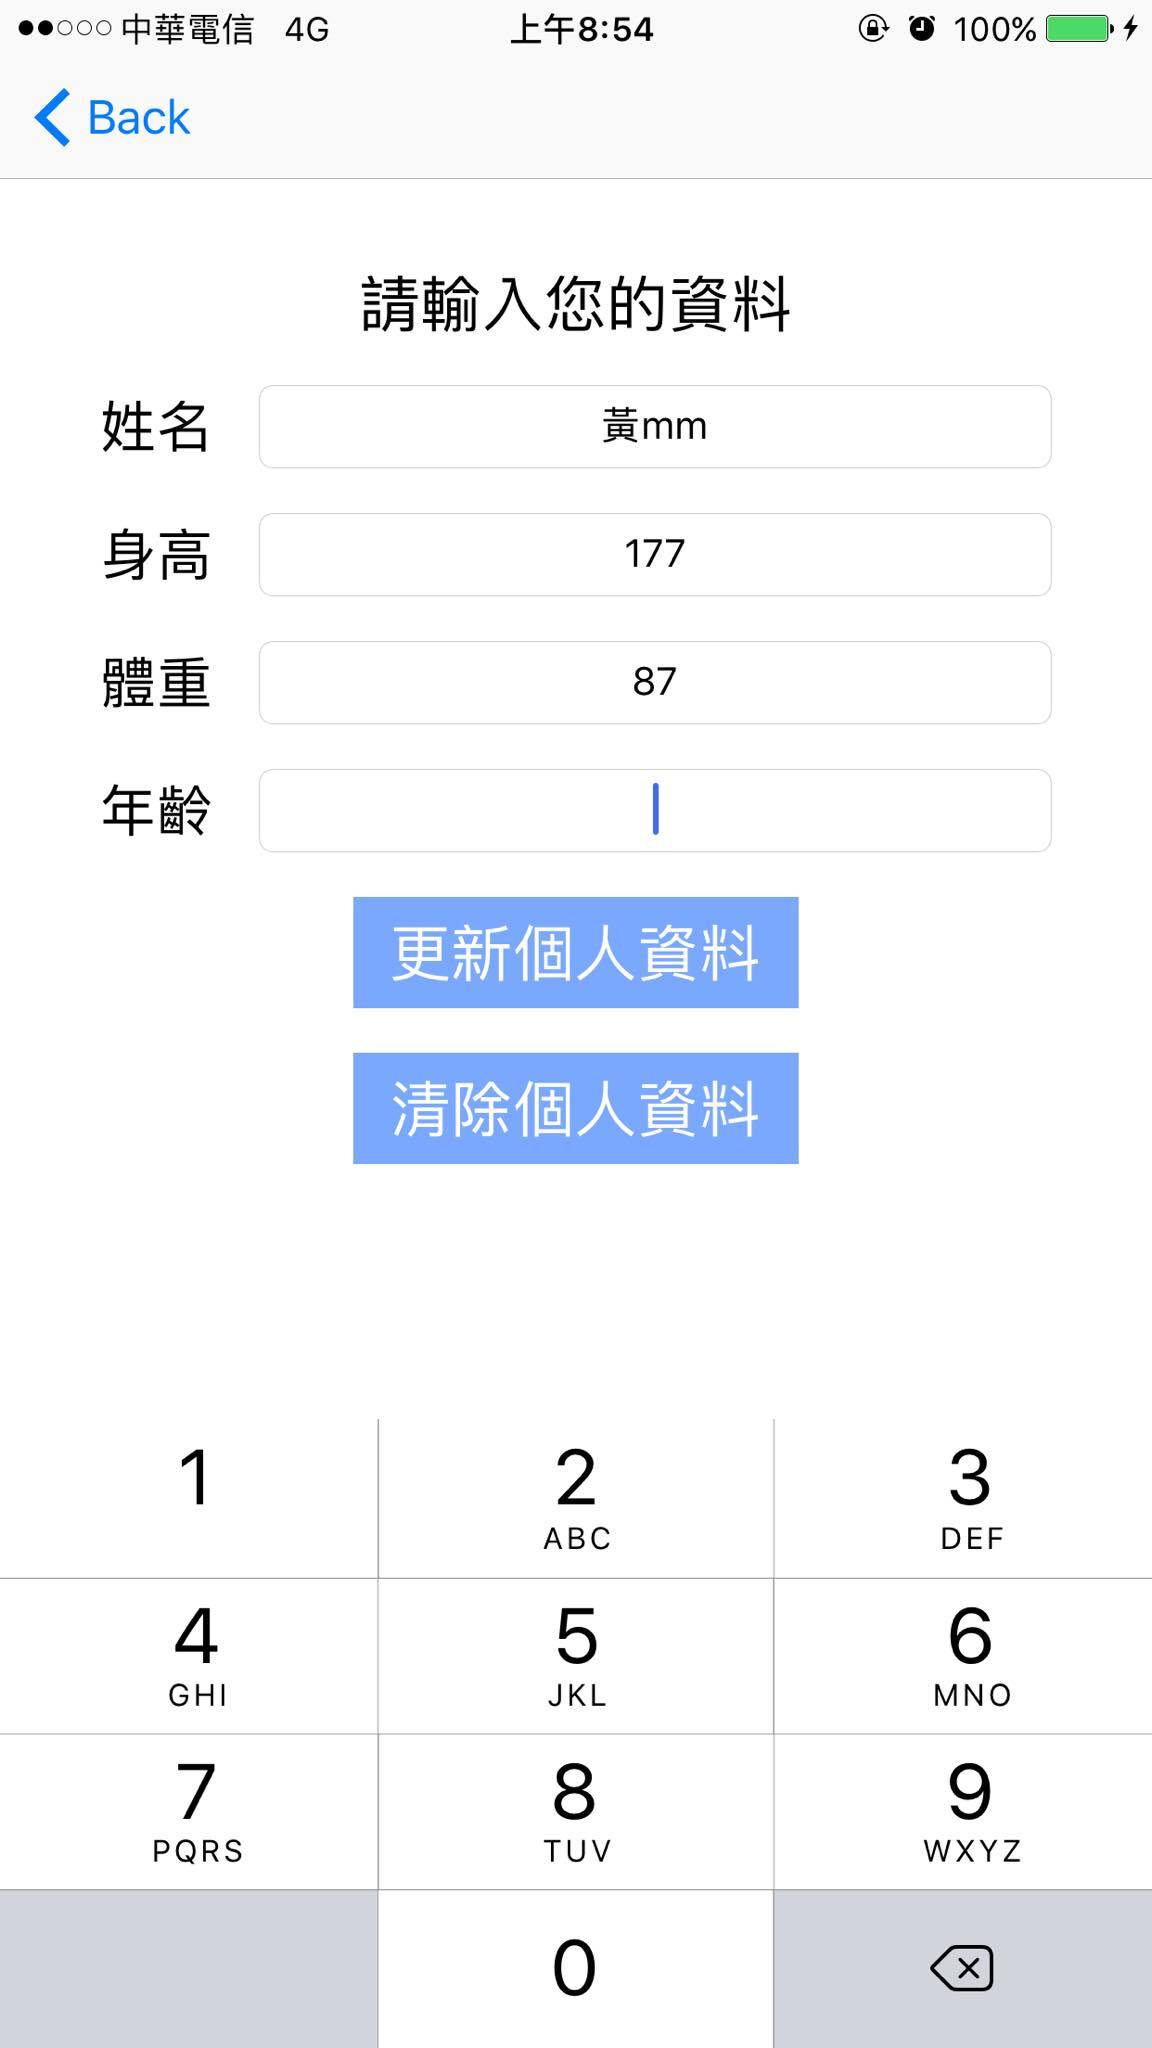 中華電信 4G 上午8:54 100%
Back
請輸入您的資料
姓名 黃mm
身高 177
體重 87
年齡
更新個人資料
清除個人資料
1 2 3
ABC DEF
4 5 6
GHI JKL MNO
7 8 9
PQRS TUV WXYZ
0